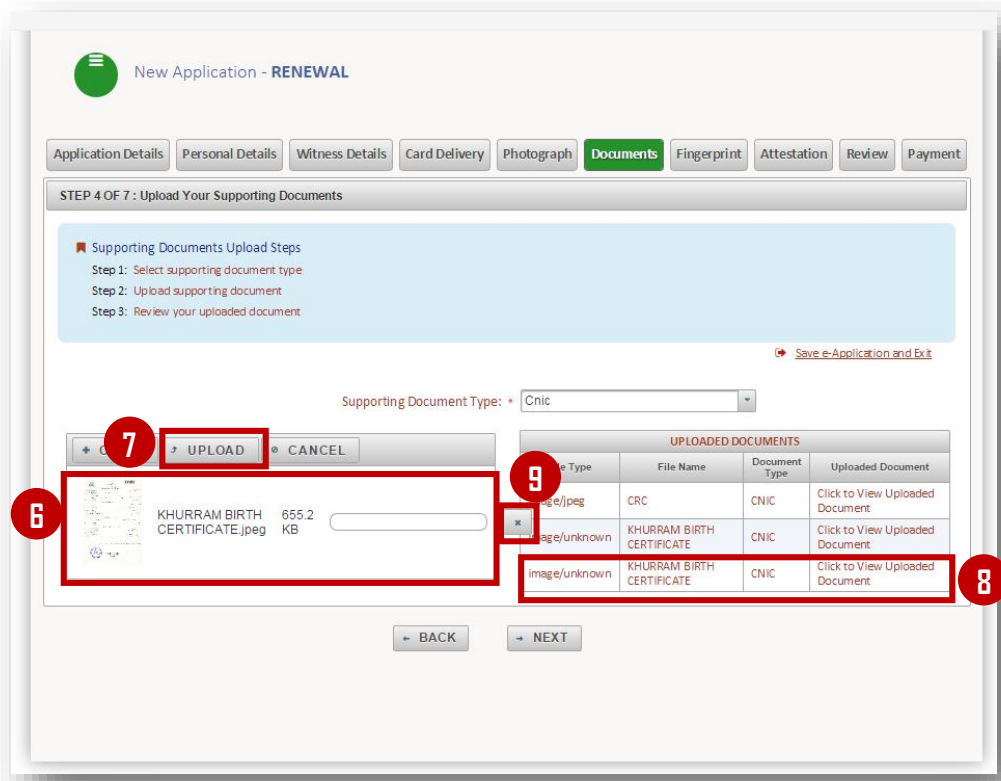 New Application - RENEWAL
Application Details Personal Details Witness Details Card Delivery Photograph Documents Fingerprint Attestation Review Payment
STEP 4 OF 7 : Upload Your Supporting Documents
Supporting Documents Upload Steps
Step 1: Select supporting document type
Step 2: Upload supporting document
Step 3: Review your uploaded document
Save e-Application and Exit
Supporting Document Type: * Cnic
7
UPLOAD CANCEL
6
KHURRAM BIRTH
CERTIFICATE.jpeg
655.2
KB
9
UPLOADED DOCUMENTS
Type File Name Document Type Uploaded Document
image/jpeg CRC CNIC Click to View Uploaded
Document
image/unknown KHURRAM BIRTH
CERTIFICATE
CNIC Click to View Uploaded
Document
image/unknown KHURRAM BIRTH
CERTIFICATE
CNIC Click to View Uploaded
Document
8
BACK NEXT